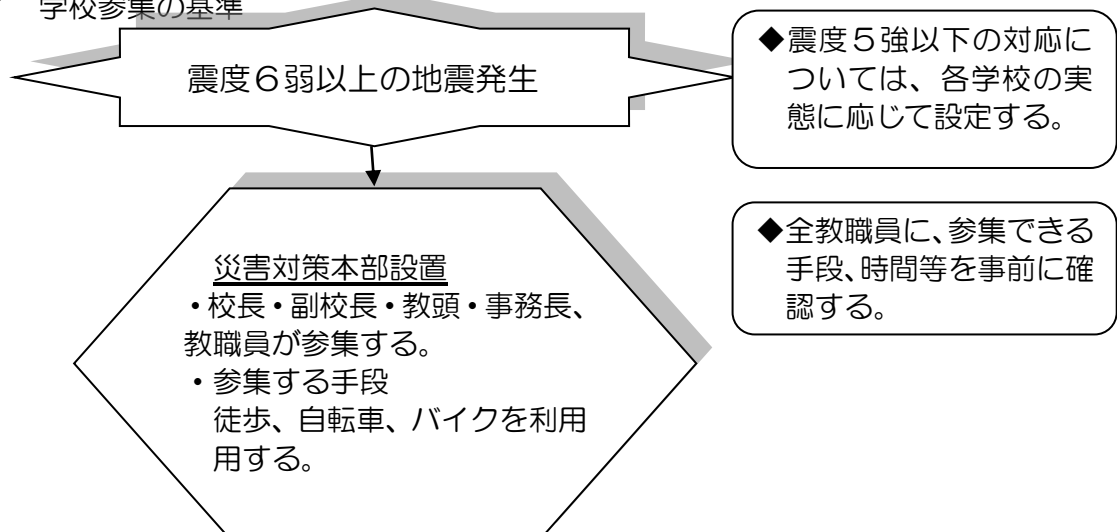 学校参集の基準
震度６弱以上の地震発生
◆震度５強以下の対応に
ついては、各学校の実
態に応じて設定する。
◆全教職員に、参集できる
手段、時間等を事前に確
認する。
災害対策本部設置
・校長・副校長・教頭・事務長、
教職員が参集する。
・参集する手段
徒歩、自転車、バイクを利用
用する。